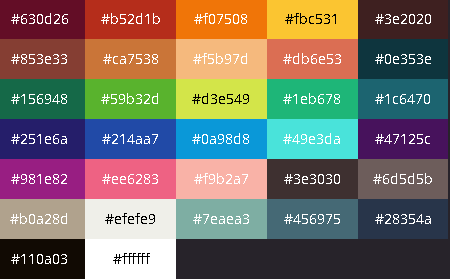 #630d26 #b52d1b #f07508 #fbc531 #3e2020
#853e33 #ca7538 #f5b97d #db6e53 #0e353e
#156948 #59b32d #d3e549 #1eb678 #1c6470
#251e6a #214aa7 #0a98d8 #49e3da #47125c
#981e82 #ee6283 #f9b2a7 #3e3030 #6d5d5b
#b0a28d #efefe9 #7eaea3 #456975 #28354a
#110a03 #ffffff